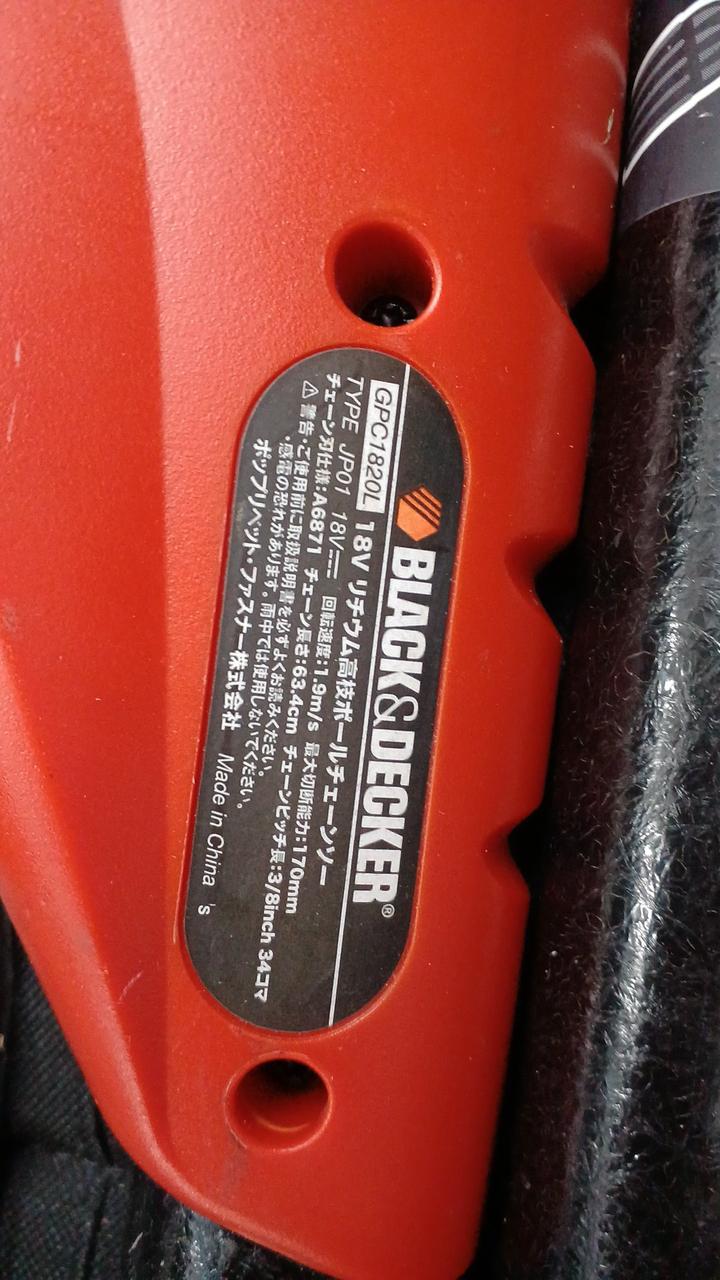 BLACK&DECKER®
GPC1820L 18V リチウム高枝ポールチェーンソー
TYPE JP01 18V⎓ 回転速度:1.9m/s 最大切断能力:170mm
チェーン刃仕様:A6871 チェーン長さ:63.4cm チェーンピッチ長:3/8inch 34コマ
⚠ 警告・ご使用前に取扱説明書を必ずよくお読みください。
・感電の恐れがあります。雨中では使用しないでください。
ポップリベット・ファスナー株式会社 Made in China 's